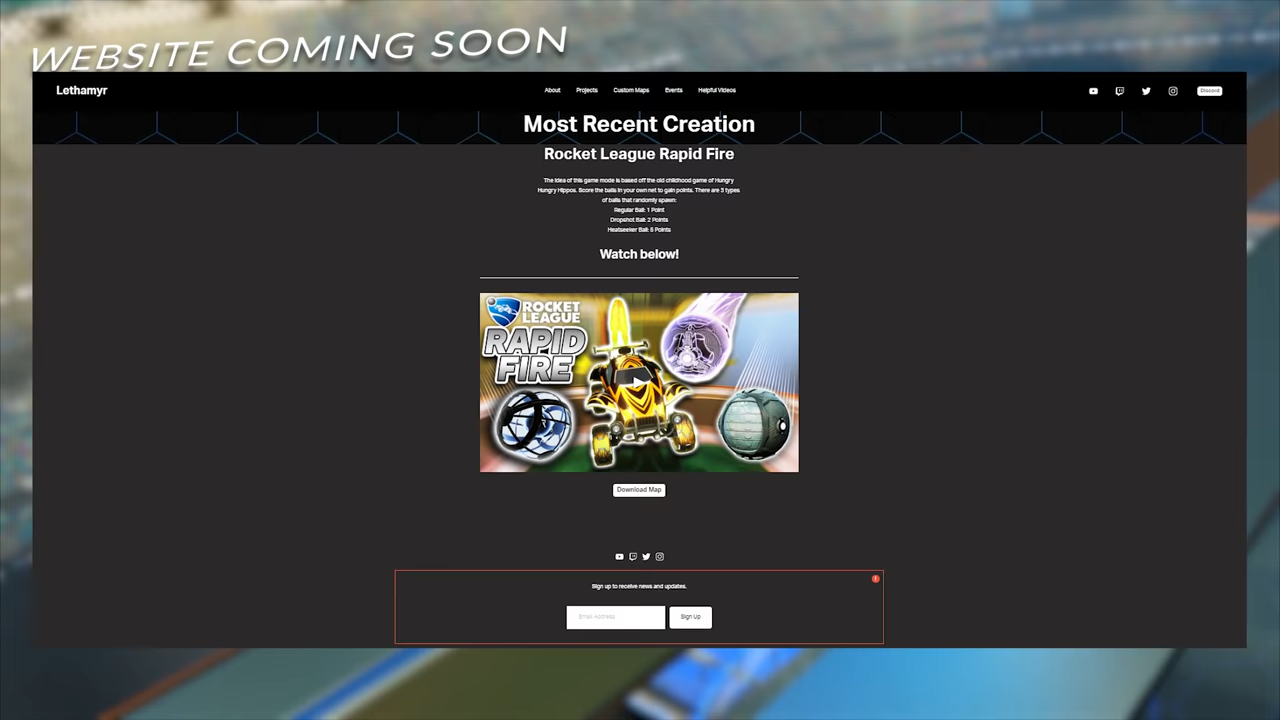 WEBSITE COMING SOON
Lethamyr
About Projects Custom Maps Events Helpful Videos
Discord
Most Recent Creation
Rocket League Rapid Fire
The idea of this game mode is based off the old childhood game of Hungry
Hungry Hippos. Score the balls in your own net to gain points. There are 3 types
of balls that randomly spawn:
Regular Ball: 1 Point
Dropshot Ball: 2 Points
Heatseeker Ball: 5 Points
Watch below!
ROCKET
LEAGUE
RAPID
FIRE
Download Map
Sign up to receive news and updates.
Email Address
Sign Up